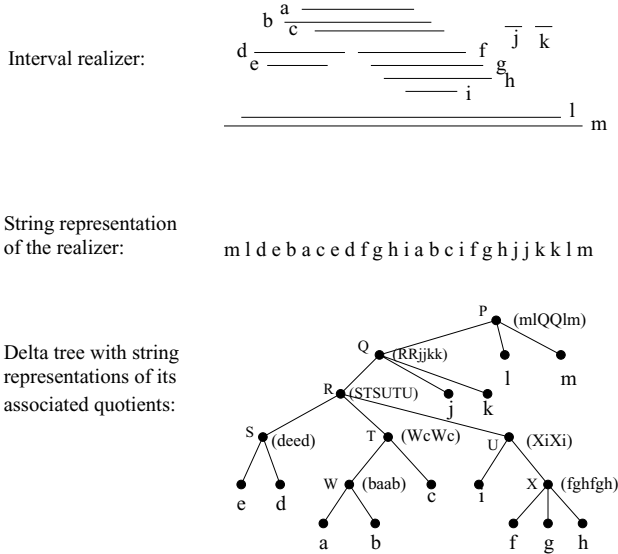 a
b
c
j k
d f
e g
Interval realizer:
h
i
l
m
String representation
of the realizer:
m l d e b a c e d f g h i a b c i f g h j j k k l m
P (mlQQlm)
Delta tree with string
representations of its
associated quotients:
Q (RRjjkk)
l m
R (STSUTU)
j k
S (deed) T (WcWc) U (XiXi)
e d W (baab) c i X (fghfgh)
a b f g h